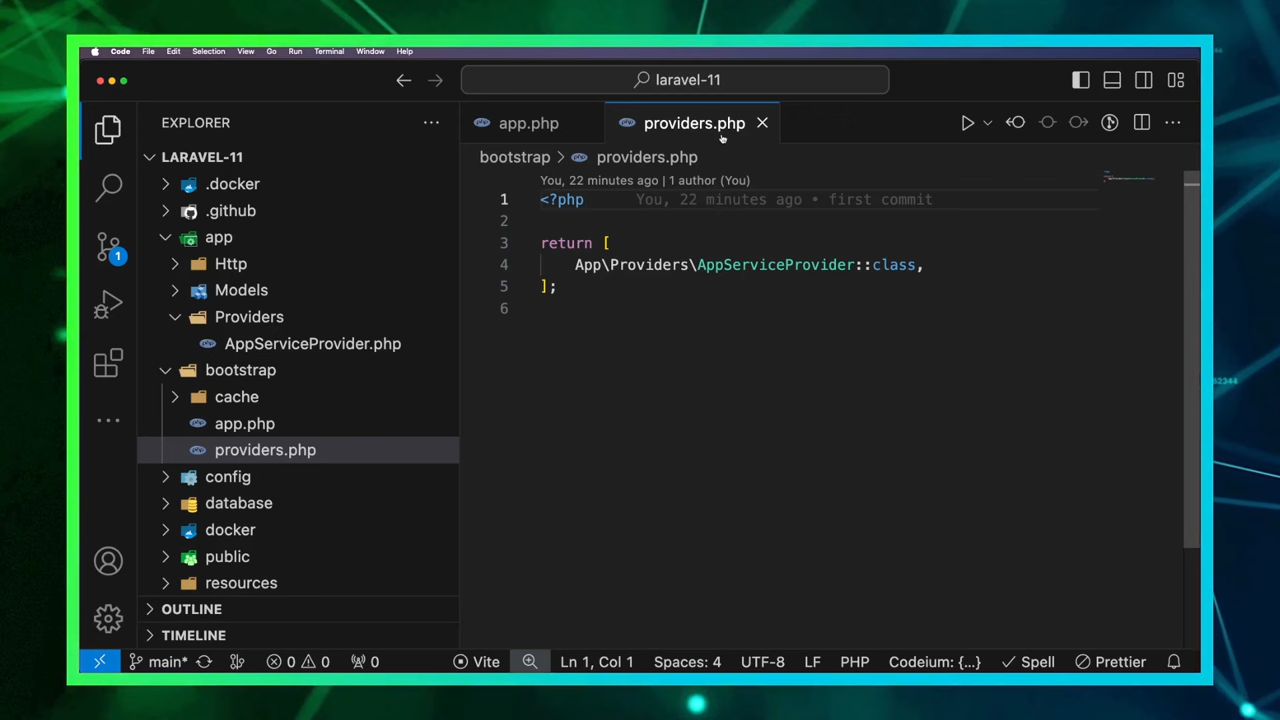 Code File Edit Selection View Go Run Terminal Window Help
laravel-11
EXPLORER
LARAVEL-11
.docker
.github
app
Http
Models
Providers
AppServiceProvider.php
bootstrap
cache
app.php
providers.php
config
database
docker
public
resources
OUTLINE
TIMELINE
1
app.php
providers.php
bootstrap > providers.php
You, 22 minutes ago | 1 author (You)
1 <?php You, 22 minutes ago • first commit
2
3 return [
4 App\Providers\AppServiceProvider::class,
5 ];
6
main* 0 0 0 Vite Ln 1, Col 1 Spaces: 4 UTF-8 LF PHP Codeium: {...} Spell Prettier